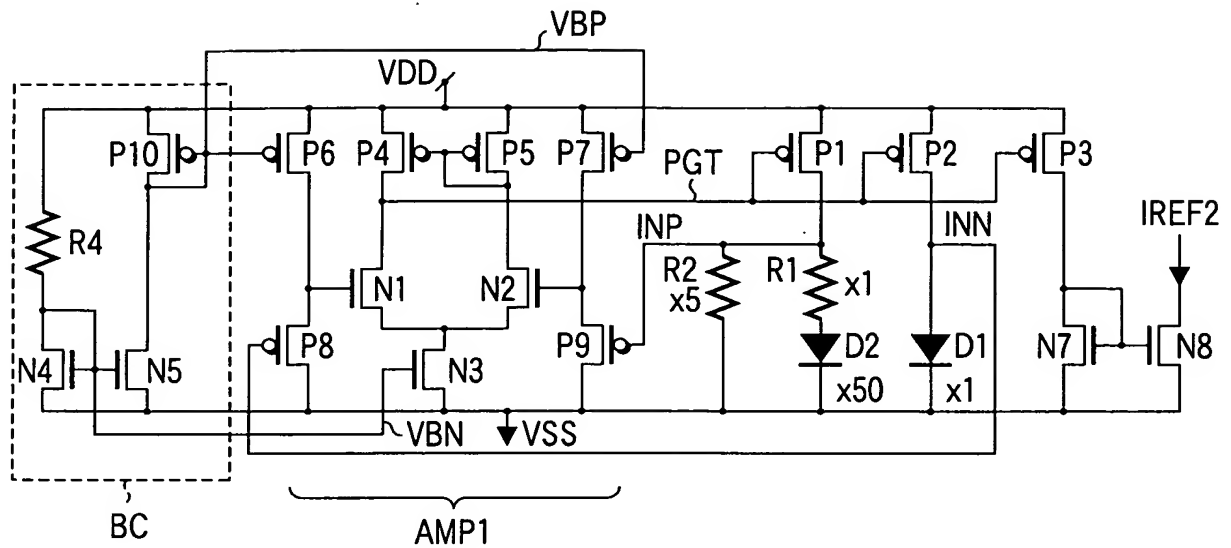 VBP
VDD
P10
P6
P4
P5
P7
P1
P2
P3
PGT
R4
INP
INN
IREF2
R2
x5
R1
x1
N1
N2
N4
N5
P8
N3
P9
D2
x50
D1
x1
N7
N8
VBN
VSS
BC
AMP1